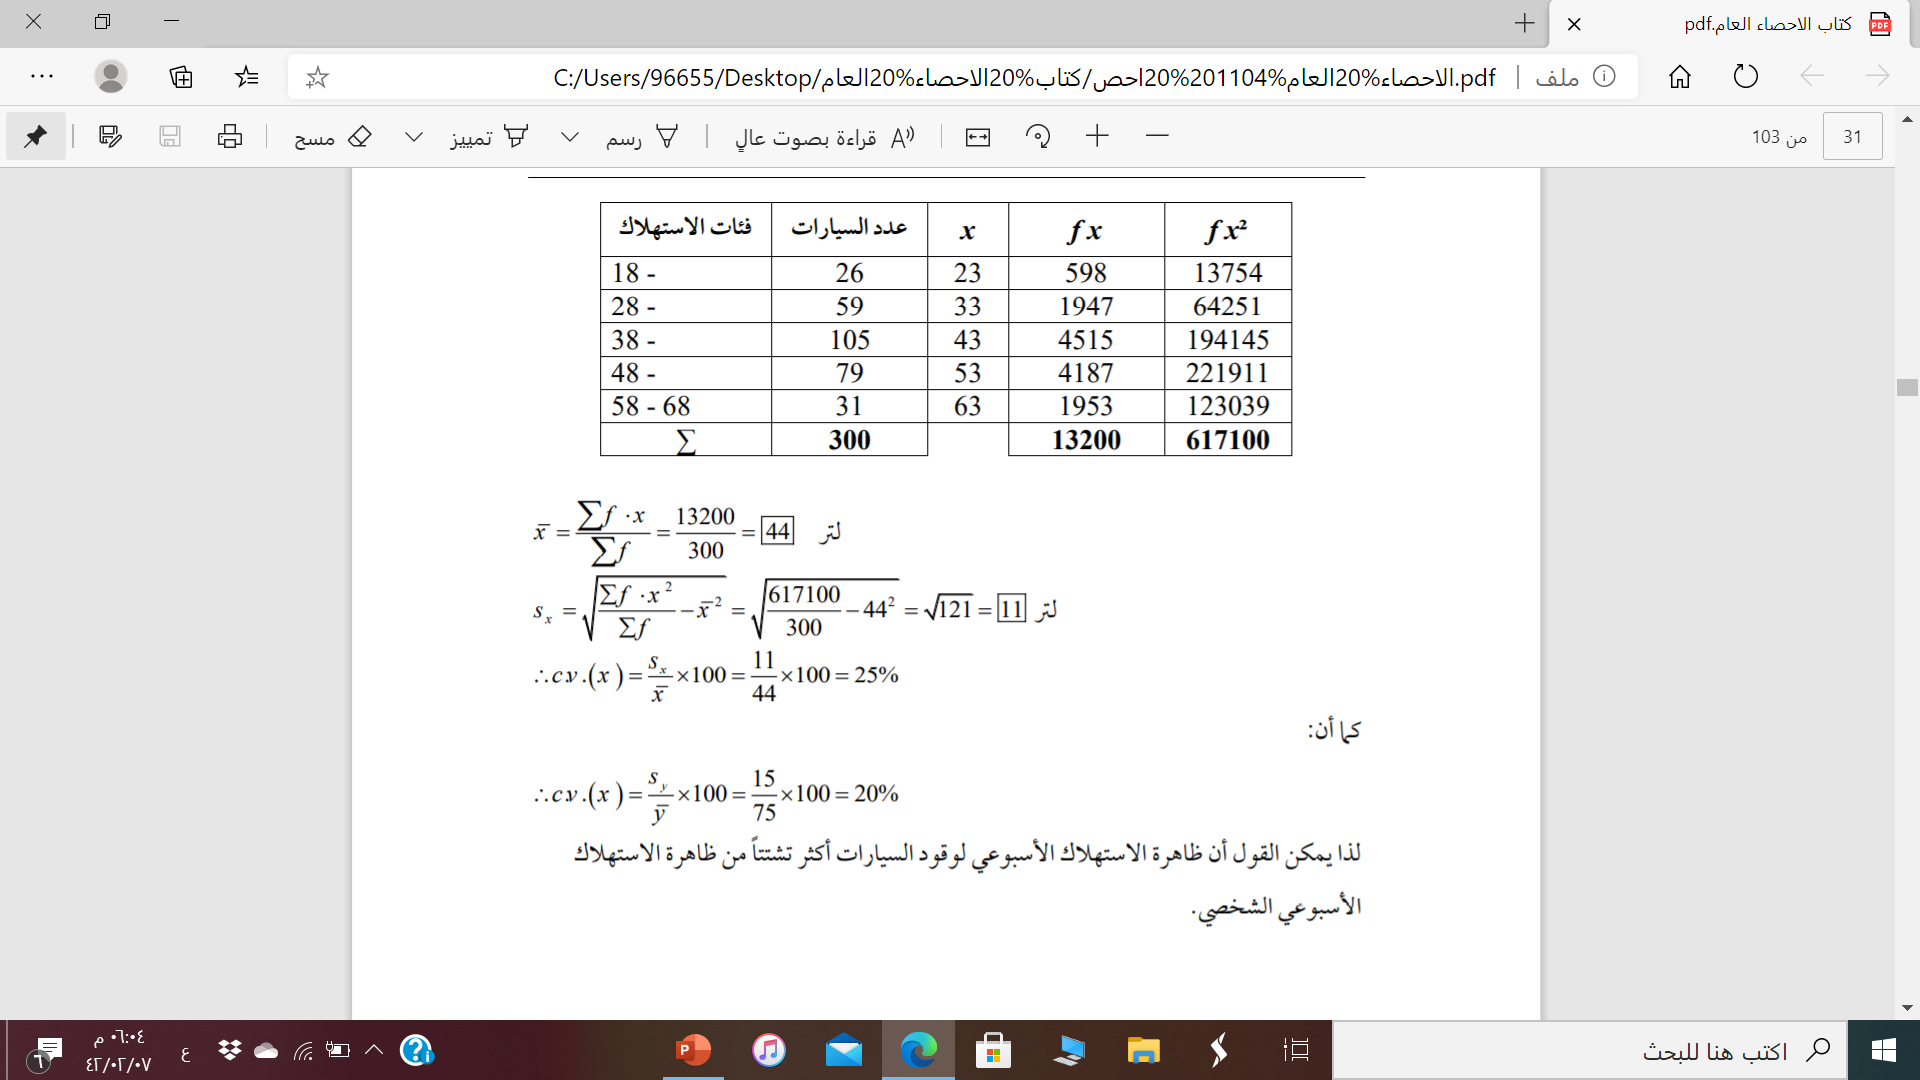 كتاب الاحصاء العام.pdf
ملف | C:/Users/96655/Desktop/الاحصاء%20العام%201104%20احص/كتاب%20الاحصاء%20العام.pdf
31 من 103
قراءة بصوت عالٍ رسم تمييز مسح
فئات الاستهلاك عدد السيارات x f x f x²
18 - 26 23 598 13754
28 - 59 33 1947 64251
38 - 105 43 4515 194145
48 - 79 53 4187 221911
58 - 68 31 63 1953 123039
∑ 300 13200 617100
x̄ = ∑f · x / ∑f = 13200 / 300 = 44 لتر
s_x = √(∑f · x² / ∑f − x̄²) = √(617100 / 300 − 44²) = √121 = 11 لتر
∴ c.v.(x) = s_x / x̄ × 100 = 11 / 44 × 100 = 25%
كما أن:
∴ c.v.(x) = s_y / ȳ × 100 = 15 / 75 × 100 = 20%
لذا يمكن القول أن ظاهرة الاستهلاك الأسبوعي لوقود السيارات أكثر تشتتاً من ظاهرة الاستهلاك
الأسبوعي الشخصي.
اكتب هنا للبحث
ع
٠٦:٠٤ م
٤٢/٠٢/٠٧
٦